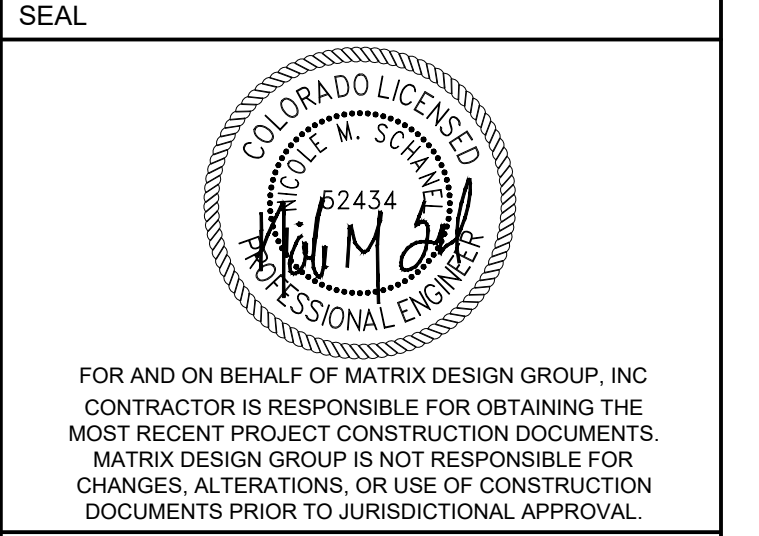 SEAL
COLORADO LICENSED
NICOLE M. SCHANEL
52434
PROFESSIONAL ENGINEER
FOR AND ON BEHALF OF MATRIX DESIGN GROUP, INC
CONTRACTOR IS RESPONSIBLE FOR OBTAINING THE
MOST RECENT PROJECT CONSTRUCTION DOCUMENTS.
MATRIX DESIGN GROUP IS NOT RESPONSIBLE FOR
CHANGES, ALTERATIONS, OR USE OF CONSTRUCTION
DOCUMENTS PRIOR TO JURISDICTIONAL APPROVAL.